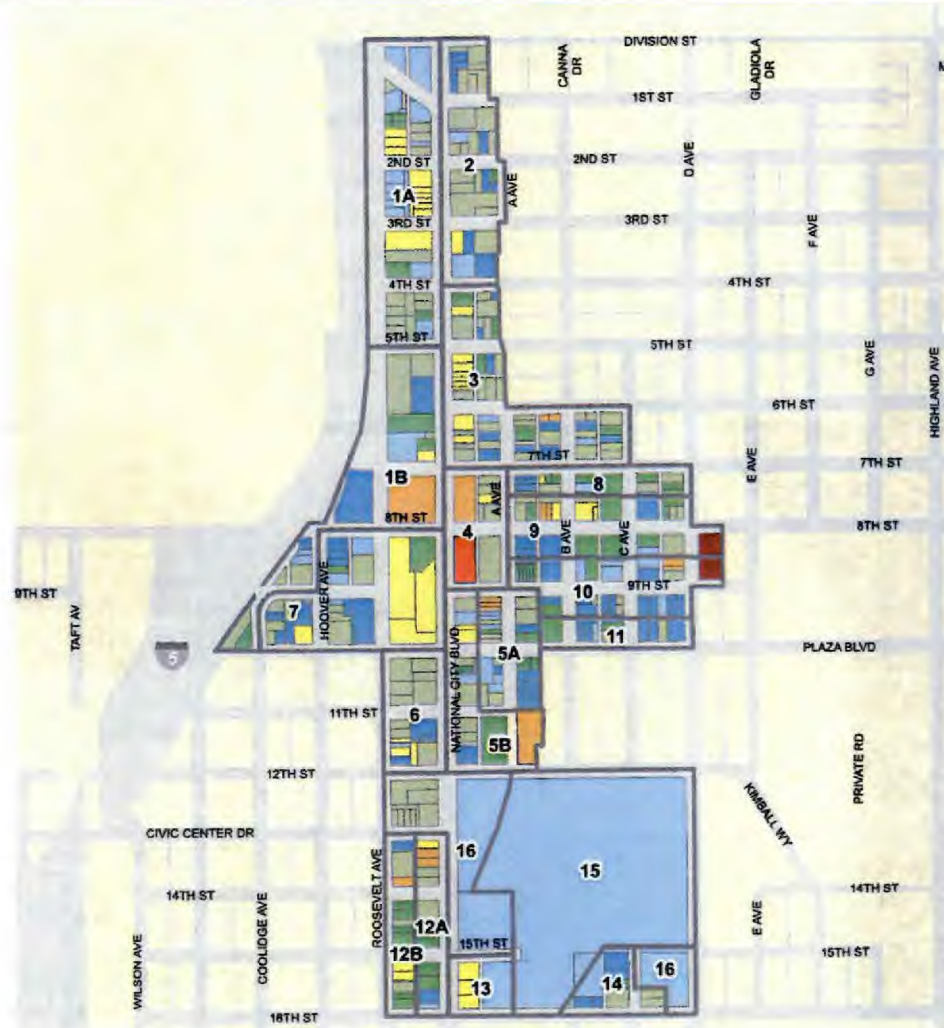 DIVISION ST
CANNA DR
GLADIOLA DR
M
1ST ST
2ND ST
2
2ND ST
D AVE
A AVE
1A
3RD ST
3RD ST
F AVE
4TH ST
4TH ST
5TH ST
5TH ST
G AVE
HIGHLAND AVE
3
6TH ST
7TH ST
E AVE
7TH ST
1B
A AVE
8
8TH ST
4
9
B AVE
C AVE
8TH ST
9TH ST
TAFT AV
HOOVER AVE
9TH ST
10
7
11
5
NATIONAL CITY BLVD
5A
PLAZA BLVD
11TH ST
6
5B
12TH ST
PRIVATE RD
KIMBALL WY
CIVIC CENTER DR
16
15
14TH ST
14TH ST
ROOSEVELT AVE
COOLIDGE AVE
WILSON AVE
12A
15TH ST
E AVE
15TH ST
12B
13
14
16
16TH ST